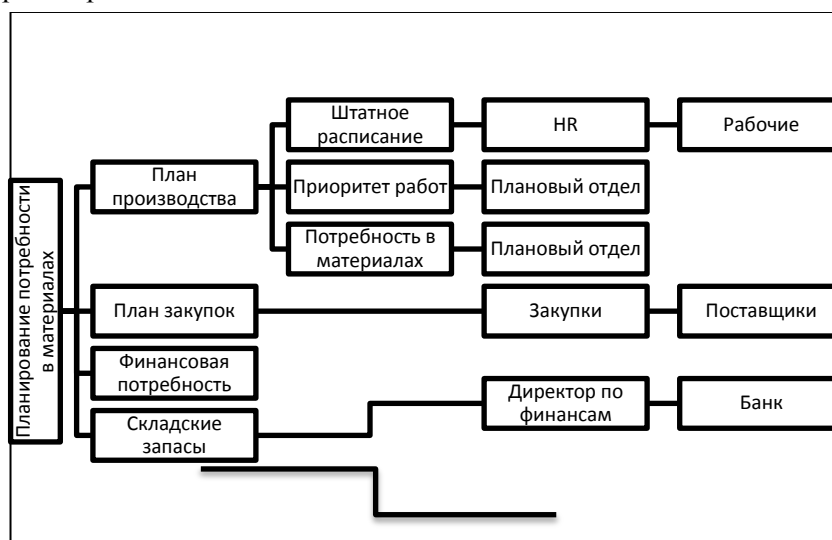 Штатное
расписание
HR
Рабочие
План
производства
Приоритет работ
Плановый отдел
Потребность в
материалах
Плановый отдел
Планирование потребности
в материалах
План закупок
Закупки
Поставщики
Финансовая
потребность
Директор по
финансам
Банк
Складские
запасы